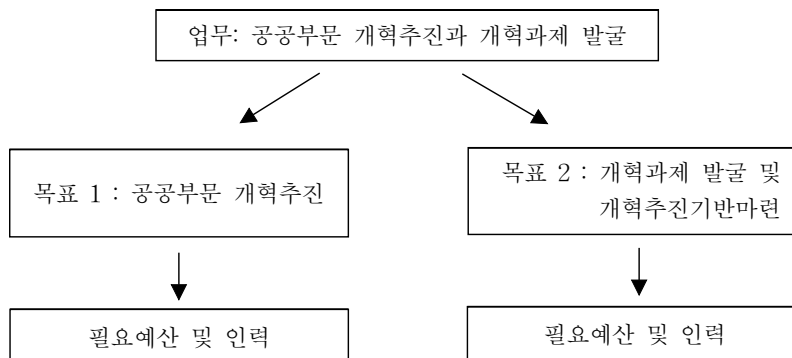 업무: 공공부문 개혁추진과 개혁과제 발굴
목표 1 : 공공부문 개혁추진
목표 2 : 개혁과제 발굴 및
개혁추진기반마련
필요예산 및 인력
필요예산 및 인력